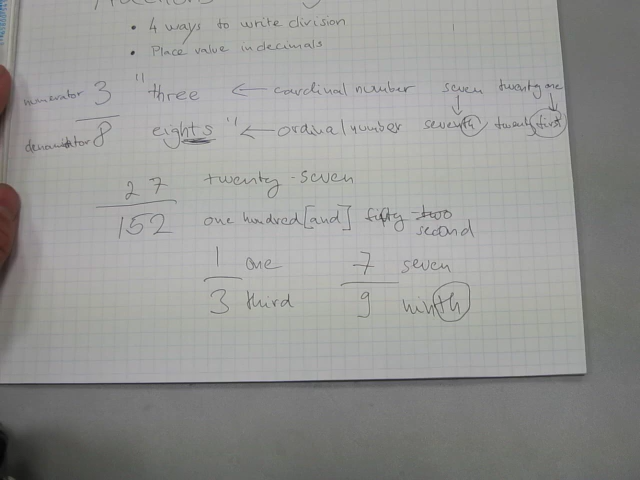 • 4 ways to write division
• Place value in decimals
numerator 3 "three ← cardinal number seven twenty one
denominator 8 eights" ← ordinal number seventh twenty first
27 twenty-seven
152 one hundred [and] fifty two
second
1 one 7 seven
3 third 9 ninth